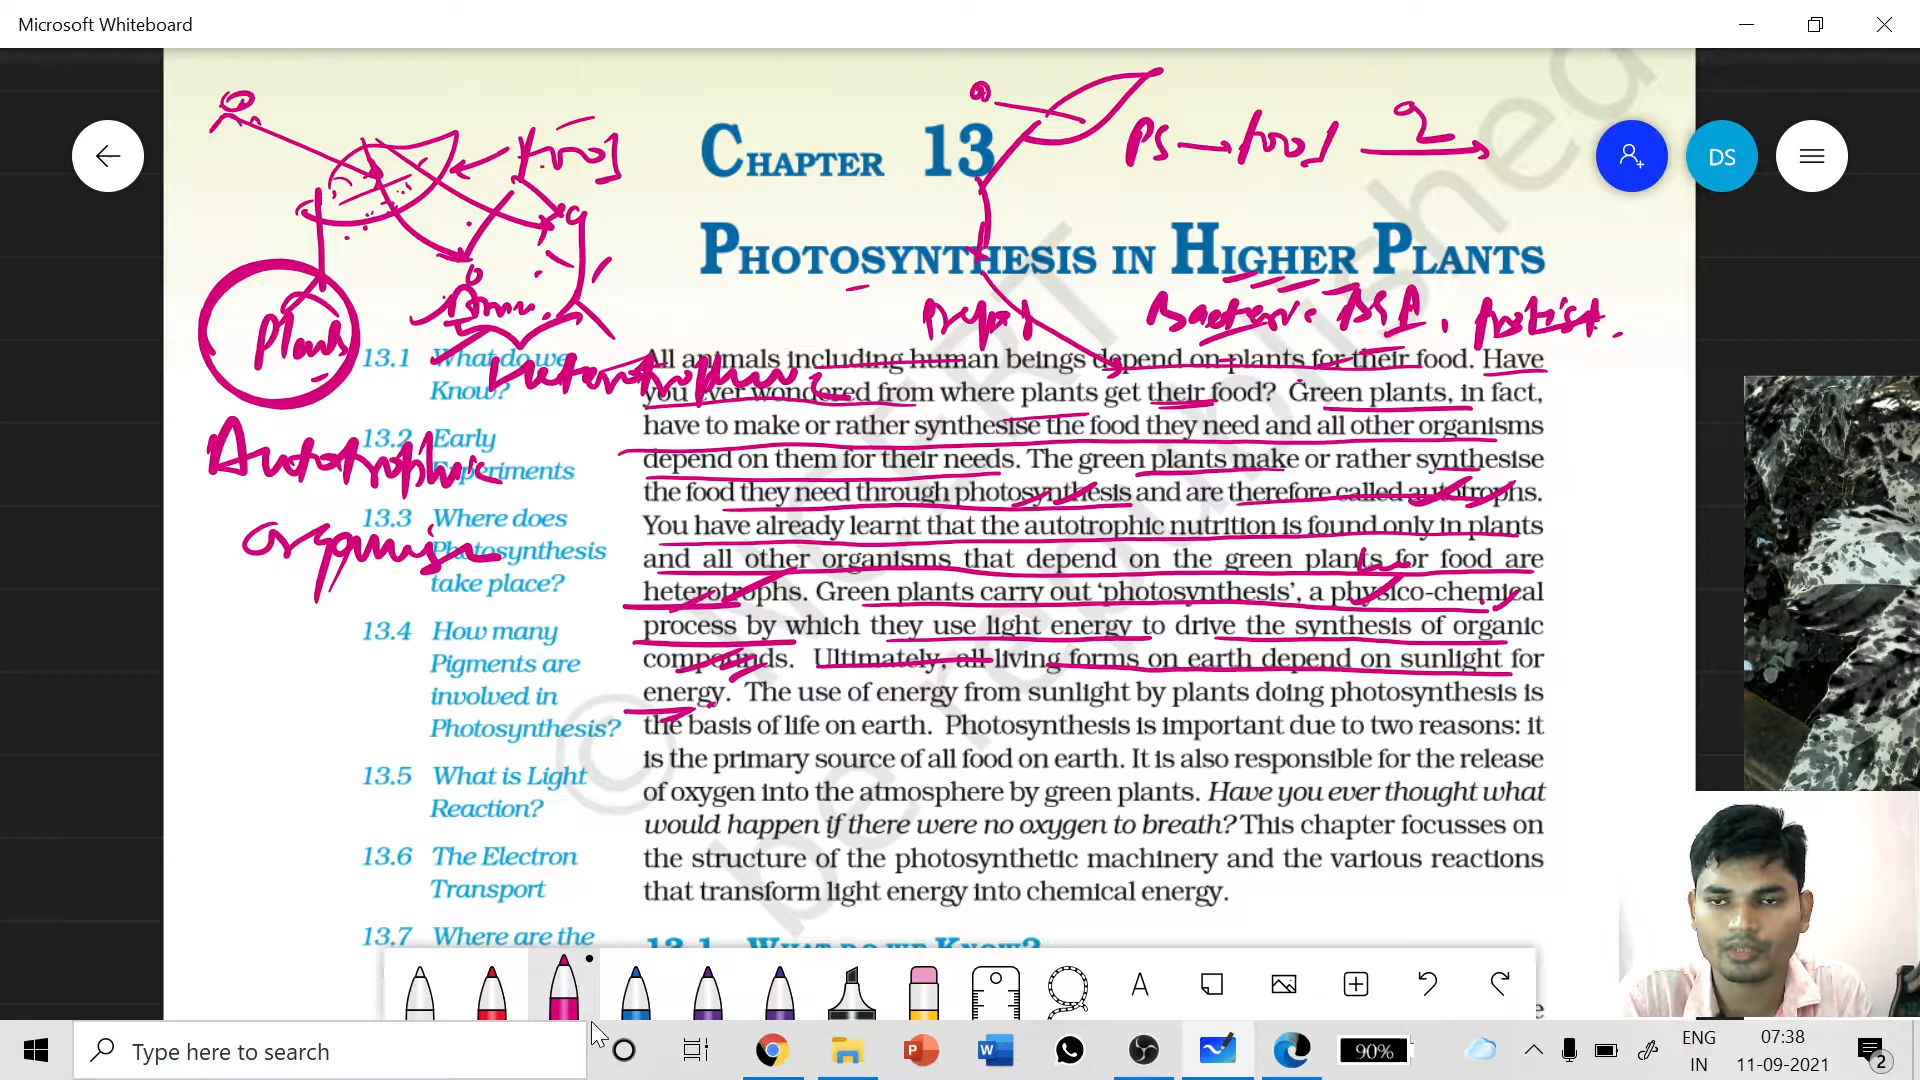 Microsoft Whiteboard
DS
food
PS → food
CHAPTER 13
PHOTOSYNTHESIS IN HIGHER PLANTS
Plants
Bacteria. BGA. Protist.
13.1 What do we
Know?
Heterotrophic
Autotrophic
13.2 Early
Experiments
13.3 Where does
Photosynthesis
take place?
13.4 How many
Pigments are
involved in
Photosynthesis?
13.5 What is Light
Reaction?
13.6 The Electron
Transport
13.7 Where are the
All animals including human beings depend on plants for their food. Have
you ever wondered from where plants get their food? Green plants, in fact,
have to make or rather synthesise the food they need and all other organisms
depend on them for their needs. The green plants make or rather synthesise
the food they need through photosynthesis and are therefore called autotrophs.
You have already learnt that the autotrophic nutrition is found only in plants
and all other organisms that depend on the green plants for food are
heterotrophs. Green plants carry out ‘photosynthesis’, a physico-chemical
process by which they use light energy to drive the synthesis of organic
compounds. Ultimately, all living forms on earth depend on sunlight for
energy. The use of energy from sunlight by plants doing photosynthesis is
the basis of life on earth. Photosynthesis is important due to two reasons: it
is the primary source of all food on earth. It is also responsible for the release
of oxygen into the atmosphere by green plants. Have you ever thought what
would happen if there were no oxygen to breath? This chapter focusses on
the structure of the photosynthetic machinery and the various reactions
that transform light energy into chemical energy.
13.1 WHAT DO WE KNOW?
© NCERT
be republished
Type here to search
90%
ENG
IN
07:38
11-09-2021
2